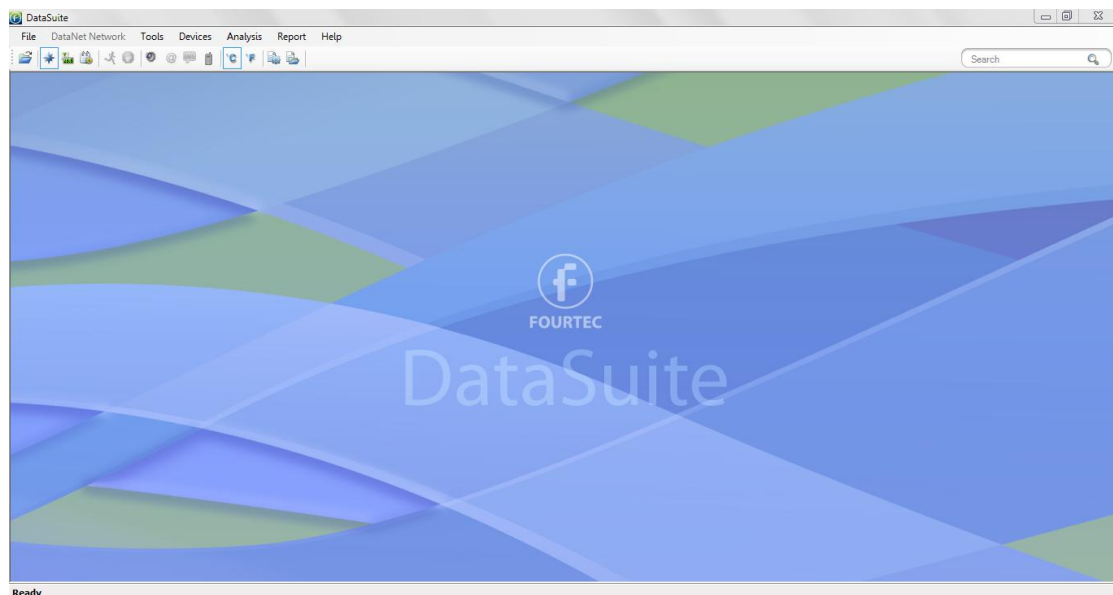 DataSuite
File DataNet Network Tools Devices Analysis Report Help
°C °F
Search
FOURTEC
DataSuite
Ready